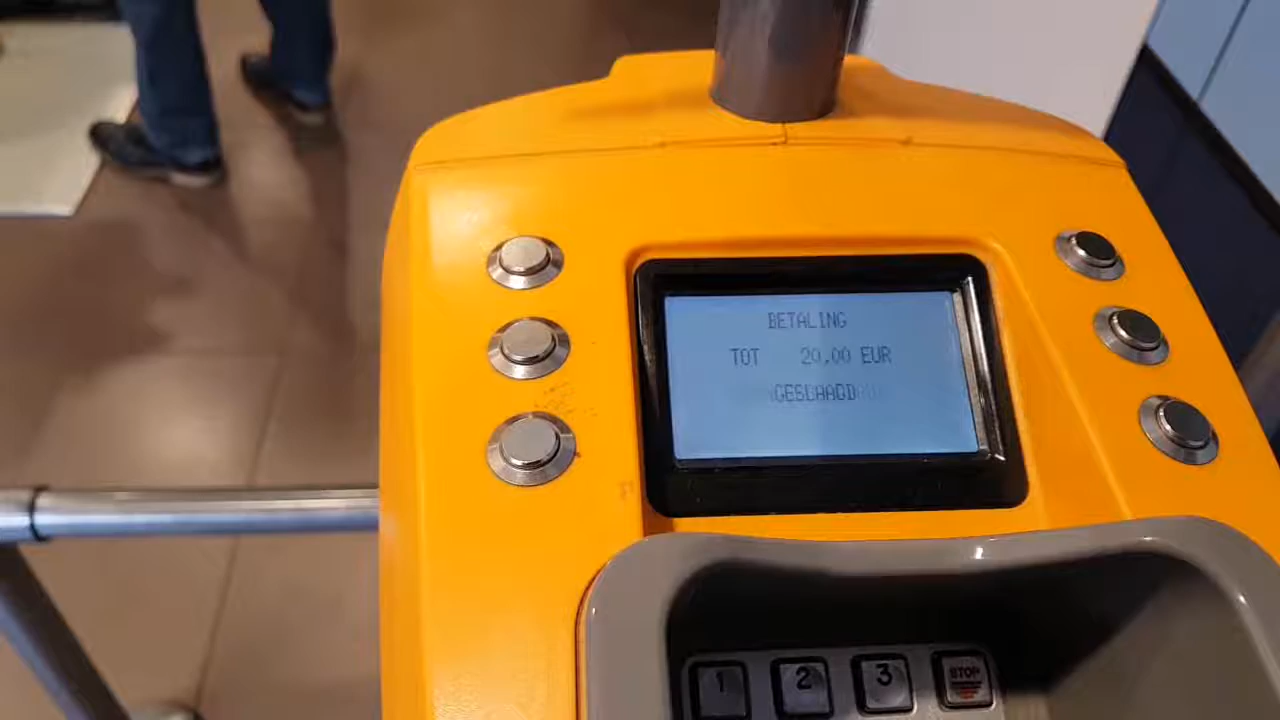 BETALING
TOT 20,00 EUR
GESLAAGD
1 2 3 STOP